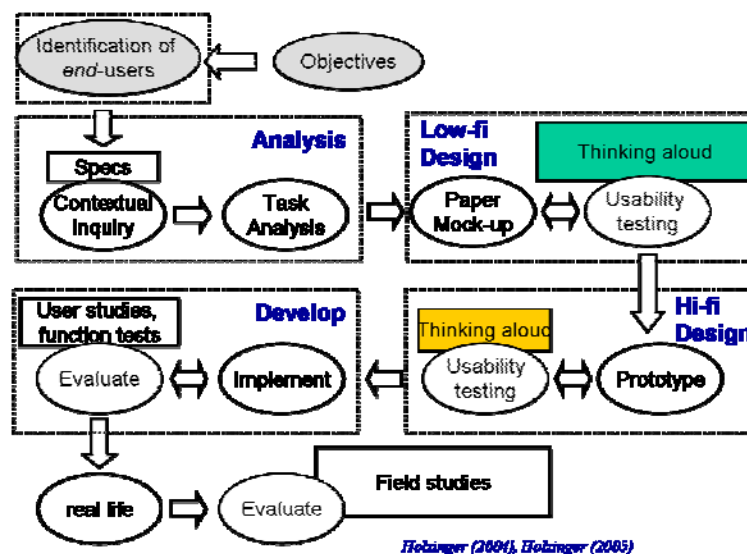 Identification of
end-users
Objectives
Analysis
Specs
Contextual
Inquiry
Task
Analysis
Low-fi
Design
Thinking aloud
Paper
Mock-up
Usability
testing
User studies,
function tests
Develop
Evaluate
Implement
Thinking aloud
Hi-fi
Design
Usability
testing
Prototype
real life
Evaluate
Field studies
Holzinger (2004), Holzinger (2005)